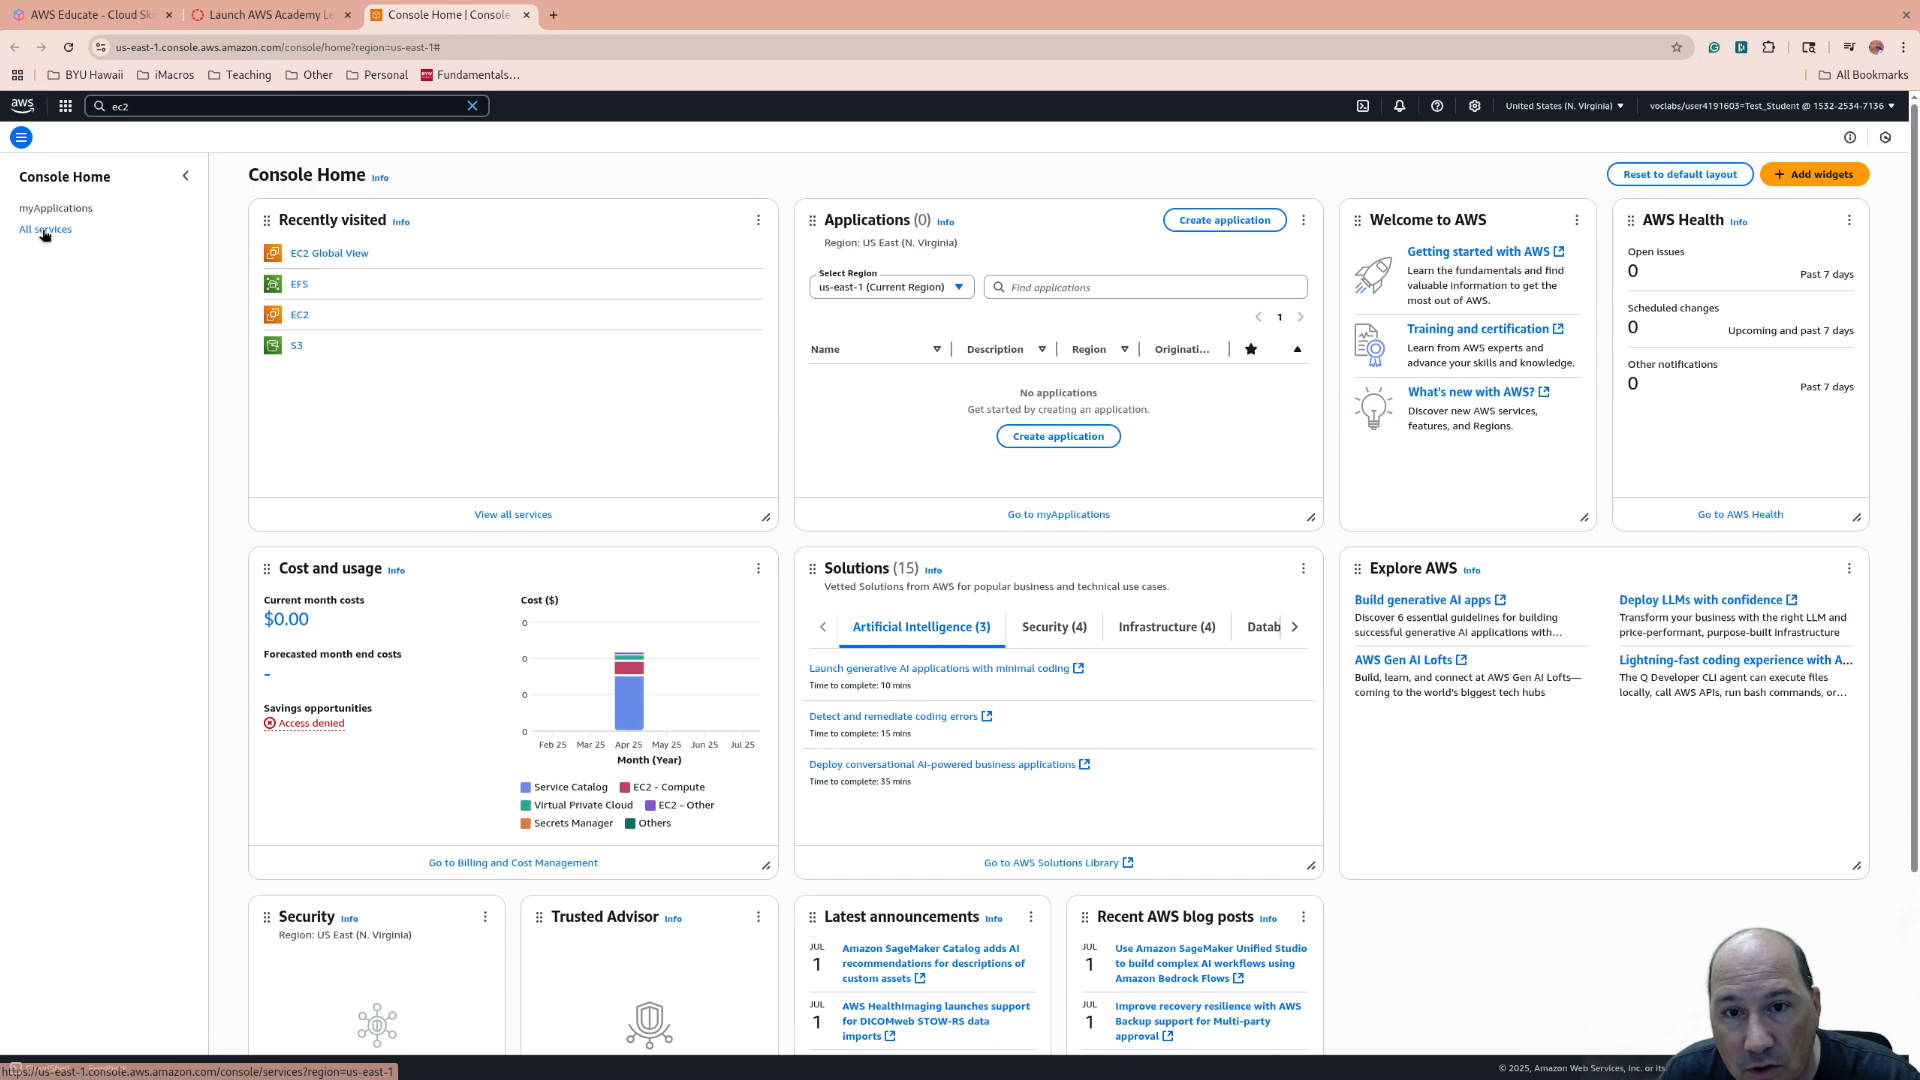 AWS Educate - Cloud Sk
Launch AWS Academy Le
Console Home | Console
us-east-1.console.aws.amazon.com/console/home?region=us-east-1#
BYU Hawaii
iMacros
Teaching
Other
Personal
BYU
Fundamentals...
All Bookmarks
aws
ec2
United States (N. Virginia)
voclabs/user4191603=Test_Student @ 1532-2534-7136
Console Home
myApplications
All services
Console Home
Info
Reset to default layout
Add widgets
Recently visited
Info
EC2 Global View
EFS
EC2
S3
View all services
Applications (0)
Info
Create application
Region: US East (N. Virginia)
Select Region
us-east-1 (Current Region)
Find applications
1
Name
Description
Region
Originati...
No applications
Get started by creating an application.
Create application
Go to myApplications
Welcome to AWS
Getting started with AWS
Learn the fundamentals and find
valuable information to get the
most out of AWS.
Training and certification
Learn from AWS experts and
advance your skills and knowledge.
What's new with AWS?
Discover new AWS services,
features, and Regions.
AWS Health
Info
Open issues
0
Past 7 days
Scheduled changes
0
Upcoming and past 7 days
Other notifications
0
Past 7 days
Go to AWS Health
Cost and usage
Info
Current month costs
$0.00
Forecasted month end costs
-
Savings opportunities
Access denied
Cost ($)
0
0
0
0
Feb 25
Mar 25
Apr 25
May 25
Jun 25
Jul 25
Month (Year)
Service Catalog
EC2 - Compute
Virtual Private Cloud
EC2 - Other
Secrets Manager
Others
Go to Billing and Cost Management
Solutions (15)
Info
Vetted Solutions from AWS for popular business and technical use cases.
Artificial Intelligence (3)
Security (4)
Infrastructure (4)
Datab
Launch generative AI applications with minimal coding
Time to complete: 10 mins
Detect and remediate coding errors
Time to complete: 15 mins
Deploy conversational AI-powered business applications
Time to complete: 35 mins
Go to AWS Solutions Library
Explore AWS
Info
Build generative AI apps
Discover 6 essential guidelines for building
successful generative AI applications with...
AWS Gen AI Lofts
Build, learn, and connect at AWS Gen AI Lofts—
coming to the world's biggest tech hubs
Deploy LLMs with confidence
Transform your business with the right LLM and
price-performant, purpose-built infrastructure
Lightning-fast coding experience with A...
The Q Developer CLI agent can execute files
locally, call AWS APIs, run bash commands, or...
Security
Info
Region: US East (N. Virginia)
Trusted Advisor
Info
Latest announcements
Info
JUL
1
Amazon SageMaker Catalog adds AI
recommendations for descriptions of
custom assets
JUL
1
AWS HealthImaging launches support
for DICOMweb STOW-RS data
imports
Recent AWS blog posts
Info
JUL
1
Use Amazon SageMaker Unified Studio
to build complex AI workflows using
Amazon Bedrock Flows
JUL
1
Improve recovery resilience with AWS
Backup support for Multi-party
approval
https://us-east-1.console.aws.amazon.com/console/services?region=us-east-1
© 2025, Amazon Web Services, Inc. or its